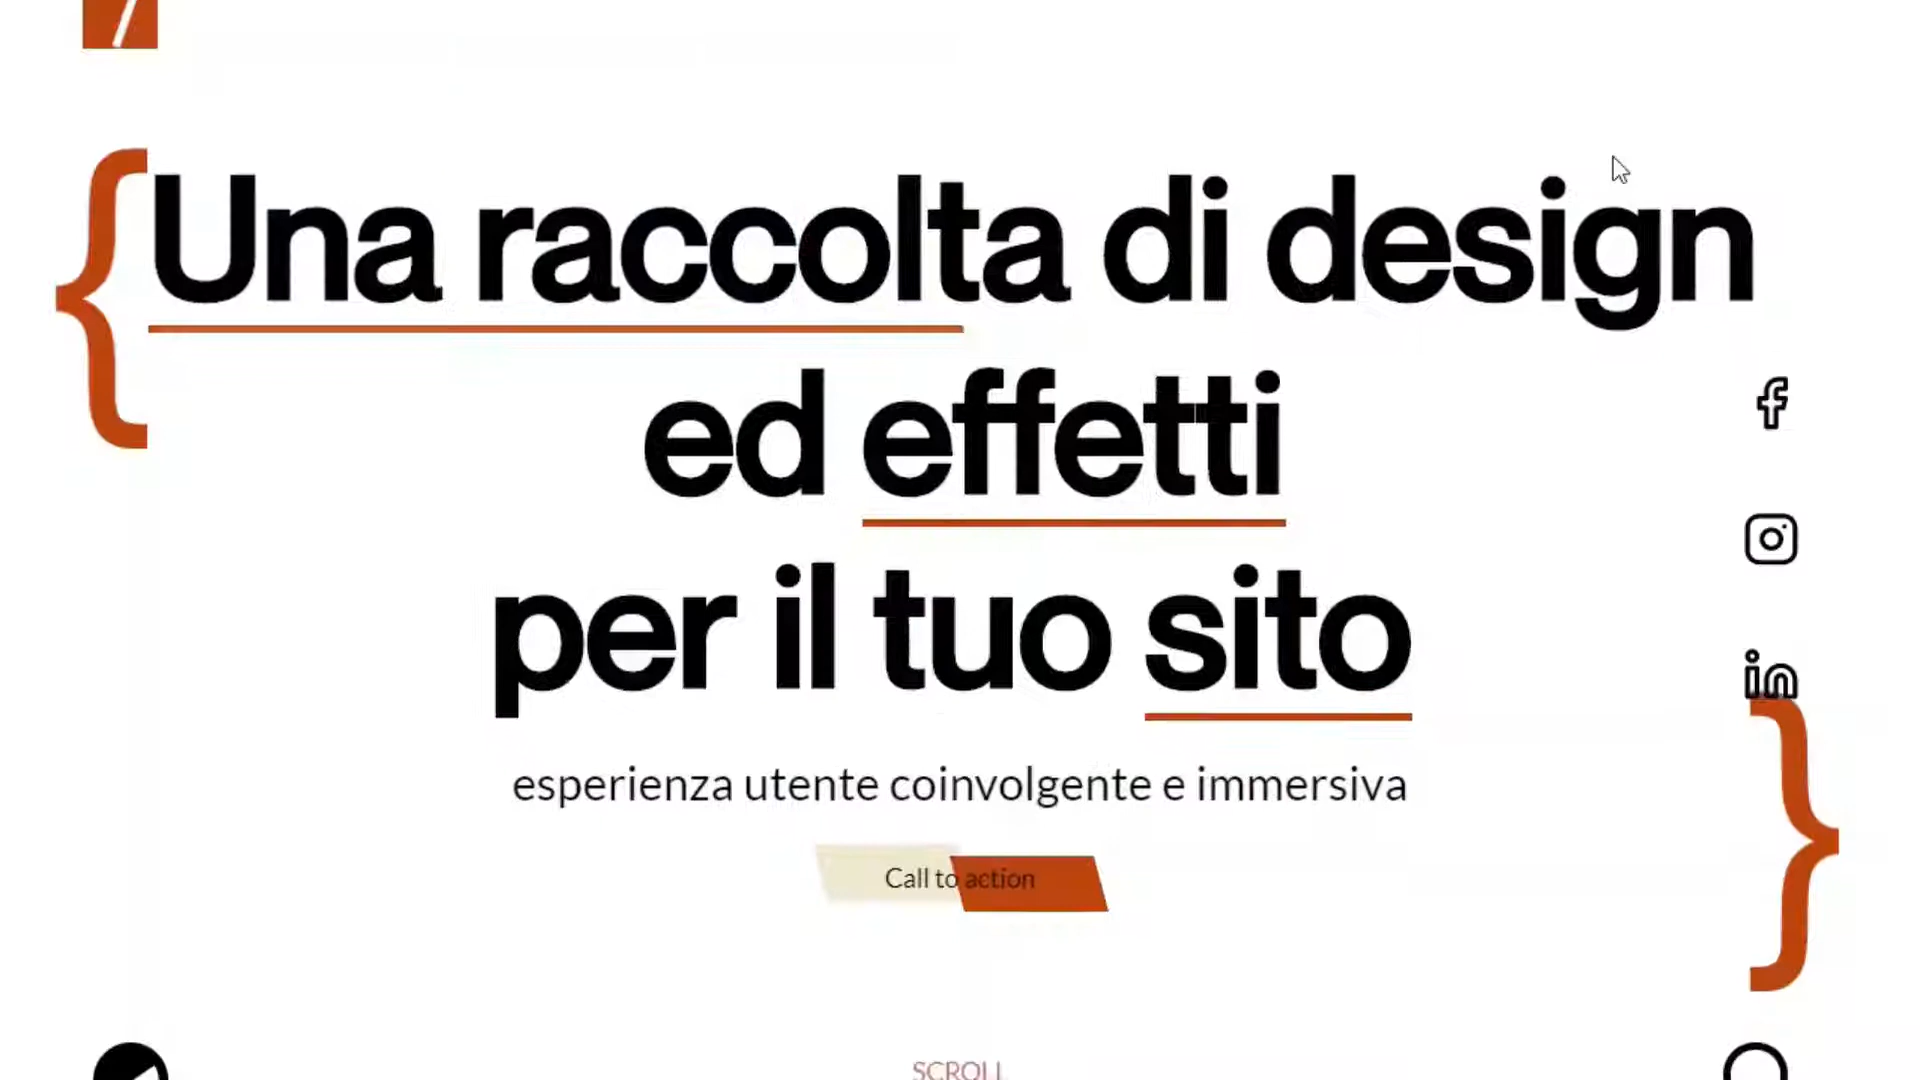 {Una raccolta di design
ed effetti
per il tuo sito
esperienza utente coinvolgente e immersiva
}
Call to action
SCROLL